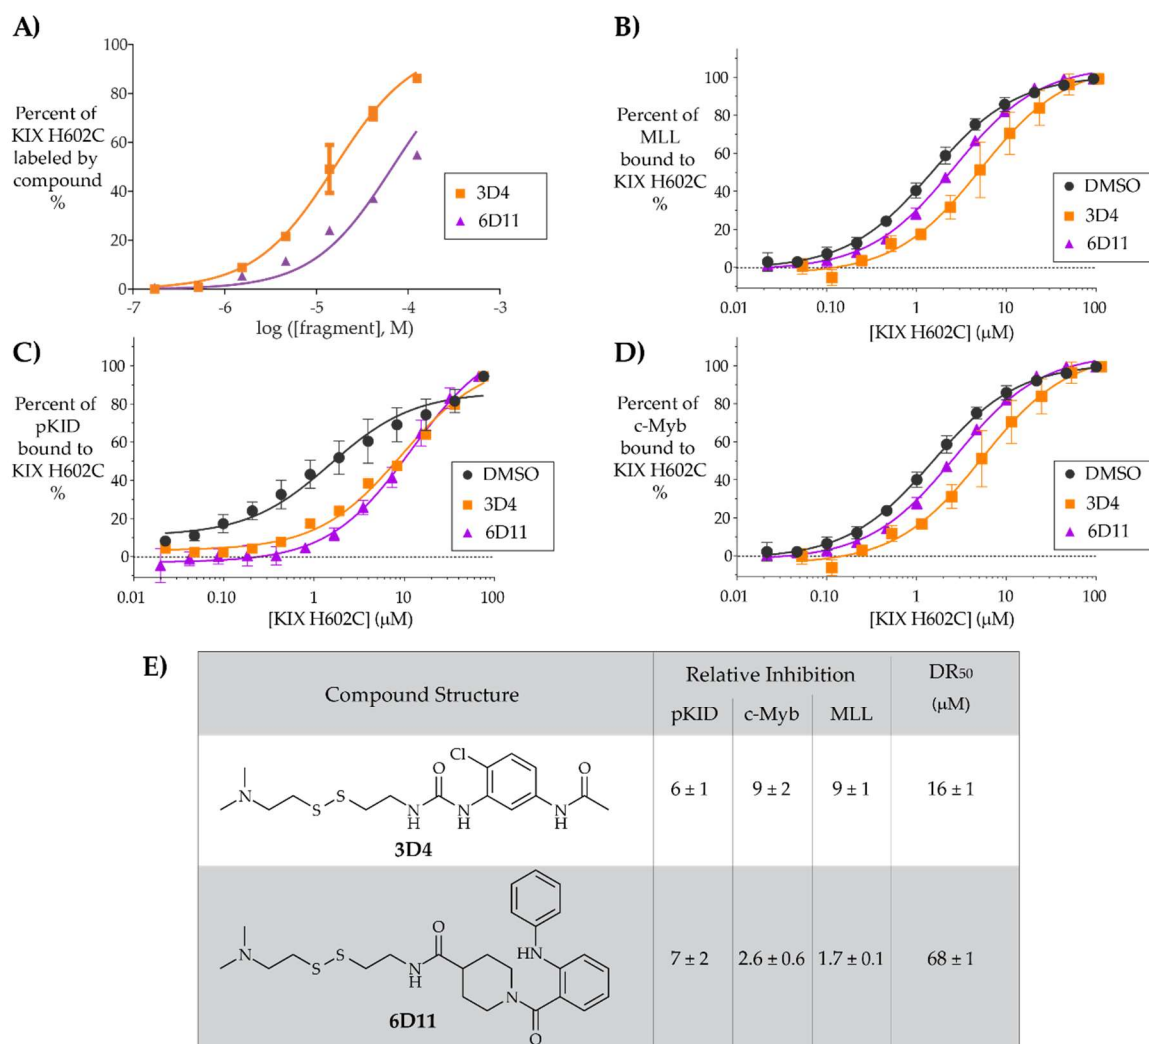 A)
100
80
60
40
20
0
Percent of
KIX H602C
labeled by
compound
%
3D4
6D11
-7
-6
-5
-4
-3
log ([fragment], M)
B)
100
80
60
40
20
0
Percent of
MLL
bound to
KIX H602C
%
DMSO
3D4
6D11
0.01
0.10
1
10
100
[KIX H602C] (µM)
C)
100
80
60
40
20
0
Percent of
pKID
bound to
KIX H602C
%
DMSO
3D4
6D11
0.01
0.10
1
10
100
[KIX H602C] (µM)
D)
100
80
60
40
20
0
Percent of
c-Myb
bound to
KIX H602C
%
DMSO
3D4
6D11
0.01
0.10
1
10
100
[KIX H602C] (µM)
E)
Compound Structure
Relative Inhibition
DR50
(µM)
pKID
c-Myb
MLL
N
S
S
N
H
O
N
H
Cl
N
H
O
3D4
6 ± 1
9 ± 2
9 ± 1
16 ± 1
N
S
S
N
H
O
N
O
HN
6D11
7 ± 2
2.6 ± 0.6
1.7 ± 0.1
68 ± 1